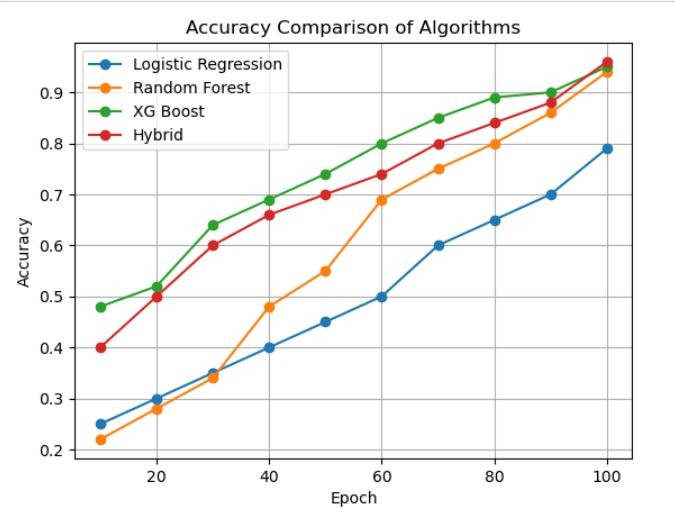 Accuracy Comparison of Algorithms
Logistic Regression
Random Forest
XG Boost
Hybrid
Accuracy
0.9
0.8
0.7
0.6
0.5
0.4
0.3
0.2
20 40 60 80 100
Epoch